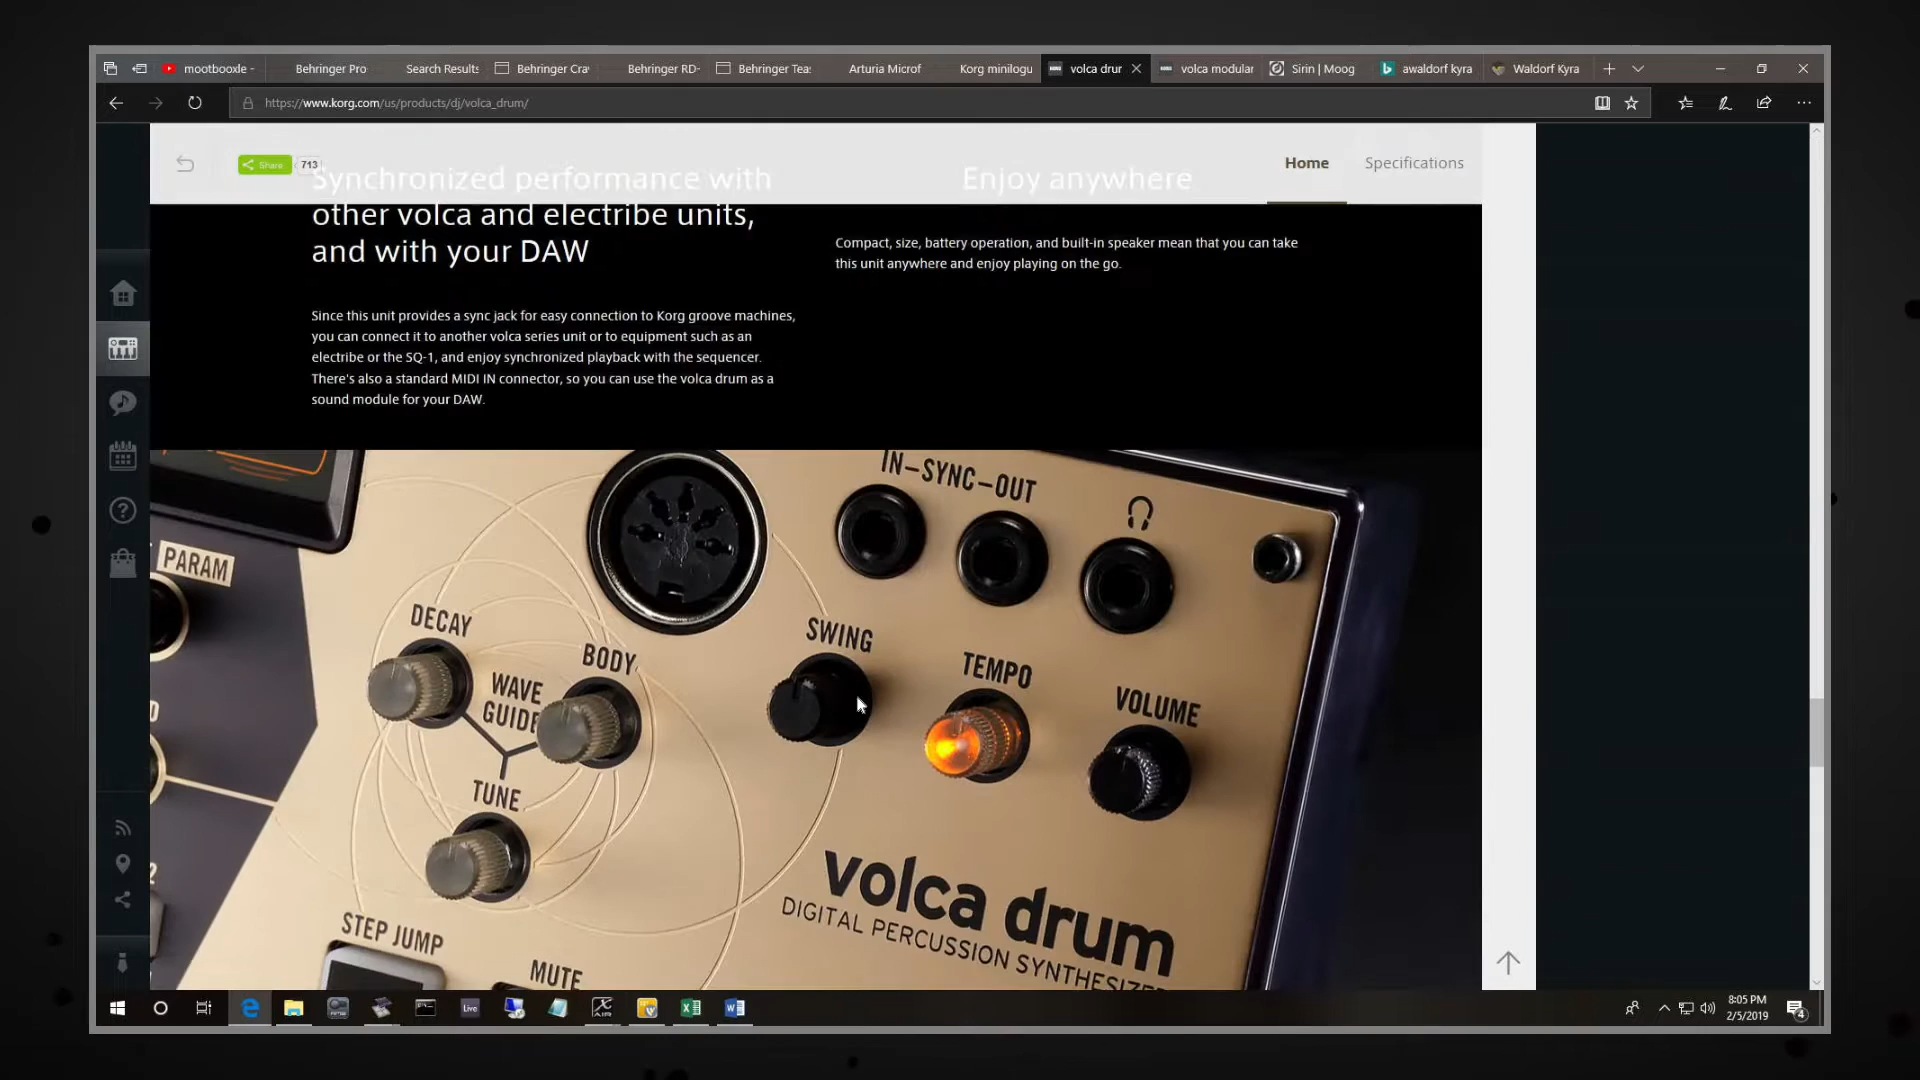 mootbooxle -
Behringer Pro
Search Results
Behringer Cra
Behringer RD-
Behringer Teas
Arturia Microf
Korg minilogu
volca drur
volca modular
Sirin | Moog
awaldorf kyra
Waldorf Kyra
https://www.korg.com/us/products/dj/volca_drum/
Share
713
Home
Specifications
Synchronized performance with
other volca and electribe units,
and with your DAW
Since this unit provides a sync jack for easy connection to Korg groove machines,
you can connect it to another volca series unit or to equipment such as an
electribe or the SQ-1, and enjoy synchronized playback with the sequencer.
There's also a standard MIDI IN connector, so you can use the volca drum as a
sound module for your DAW.
Enjoy anywhere
Compact, size, battery operation, and built-in speaker mean that you can take
this unit anywhere and enjoy playing on the go.
IN-SYNC-OUT
PARAM
DECAY
BODY
WAVE
GUIDE
TUNE
SWING
TEMPO
VOLUME
volca drum
DIGITAL PERCUSSION SYNTHESIZER
STEP JUMP
MUTE
2
Live
8:05 PM
2/5/2019
4